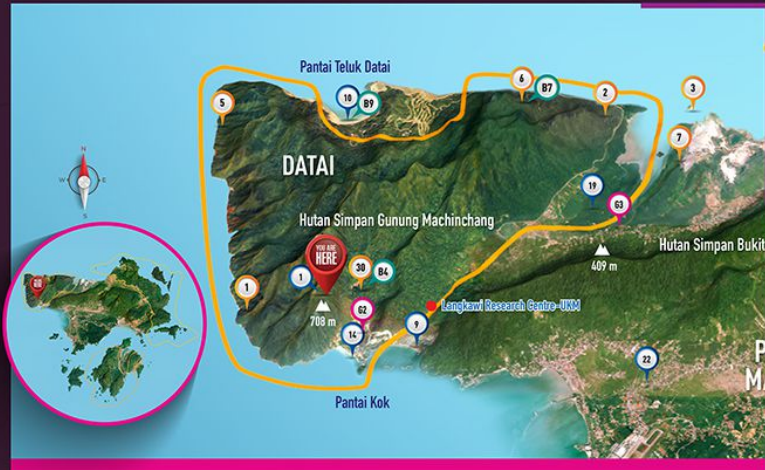 Pantai Teluk Datai
5
10
B9
6
B7
2
3
7
DATAI
19
G3
Hutan Simpan Gunung Machinchang
N
W
E
S
YOU ARE
HERE
1
1
30
B4
708 m
G2
14
9
Langkawi Research Centre-UKM
409 m
Hutan Simpan Bukit
22
P
MA
Pantai Kok